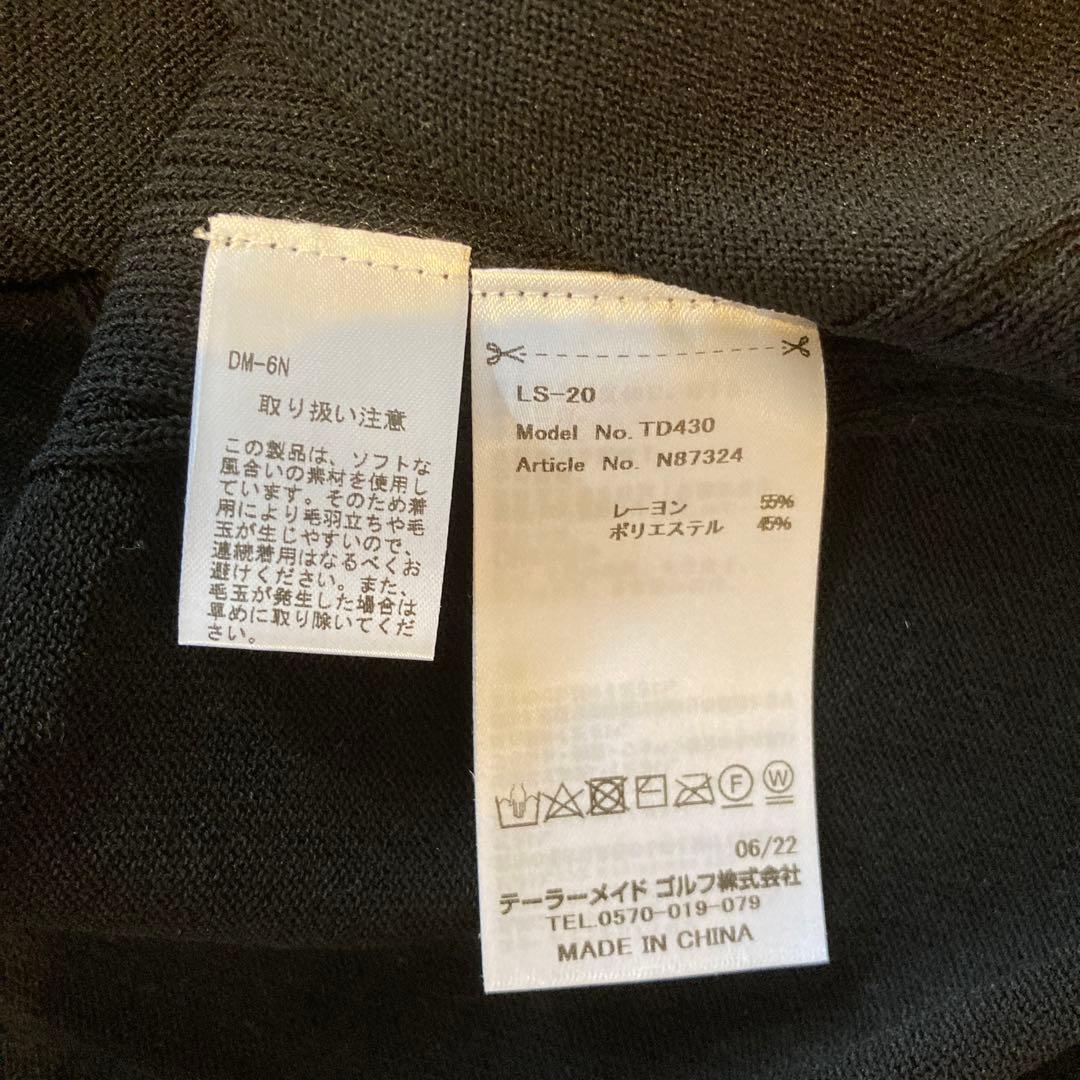 DM-6N
取り扱い注意
この製品は、ソフトな
風合いの素材を使用し
ています。そのため着
用により毛羽立ちや毛
玉が生じやすいので、
連続着用はなるべくお
避けください。また、
毛玉が発生した場合は
早めに取り除いてくだ
さい。
LS-20
Model No. TD430
Article No. N87324
レーヨン 55%
ポリエステル 45%
F W
06/22
テーラーメイド ゴルフ株式会社
TEL.0570-019-079
MADE IN CHINA